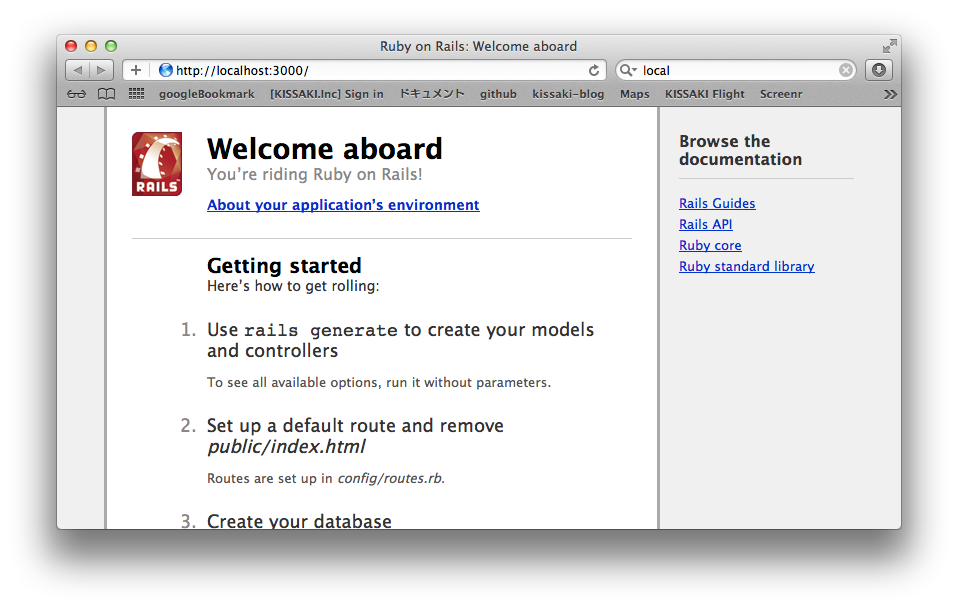 Ruby on Rails: Welcome aboard
http://localhost:3000/
local
googleBookmark [KISSAKI.Inc] Sign in ドキュメント github kissaki-blog Maps KISSAKI Flight Screenr
RAILS
Welcome aboard
You're riding Ruby on Rails!
About your application's environment
Getting started
Here's how to get rolling:
1. Use rails generate to create your models
and controllers
To see all available options, run it without parameters.
2. Set up a default route and remove
public/index.html
Routes are set up in config/routes.rb.
3. Create your database
Browse the
documentation
Rails Guides
Rails API
Ruby core
Ruby standard library